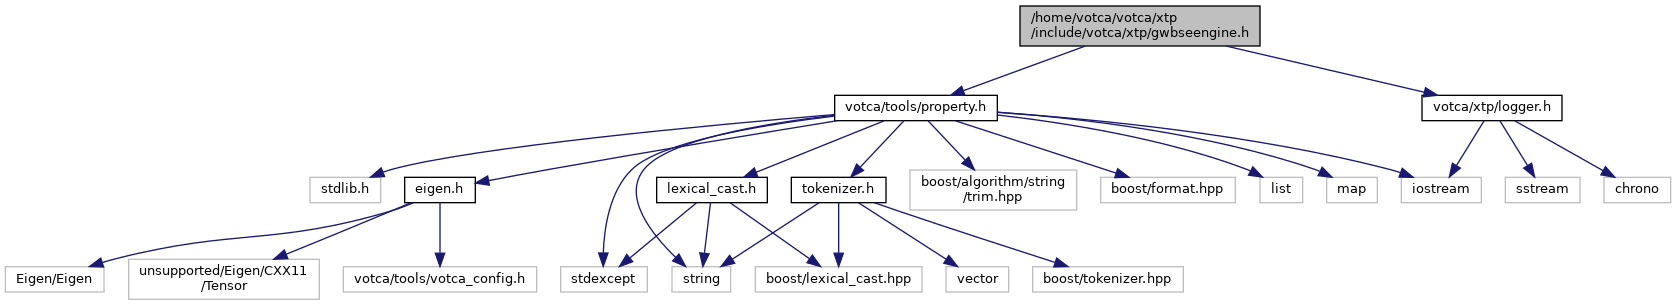 /home/votca/votca/xtp
/include/votca/xtp/gwbseengine.h
votca/tools/property.h
votca/xtp/logger.h
stdlib.h
eigen.h
lexical_cast.h
tokenizer.h
boost/algorithm/string
/trim.hpp
boost/format.hpp
list
map
iostream
sstream
chrono
Eigen/Eigen
unsupported/Eigen/CXX11
/Tensor
votca/tools/votca_config.h
stdexcept
string
boost/lexical_cast.hpp
vector
boost/tokenizer.hpp